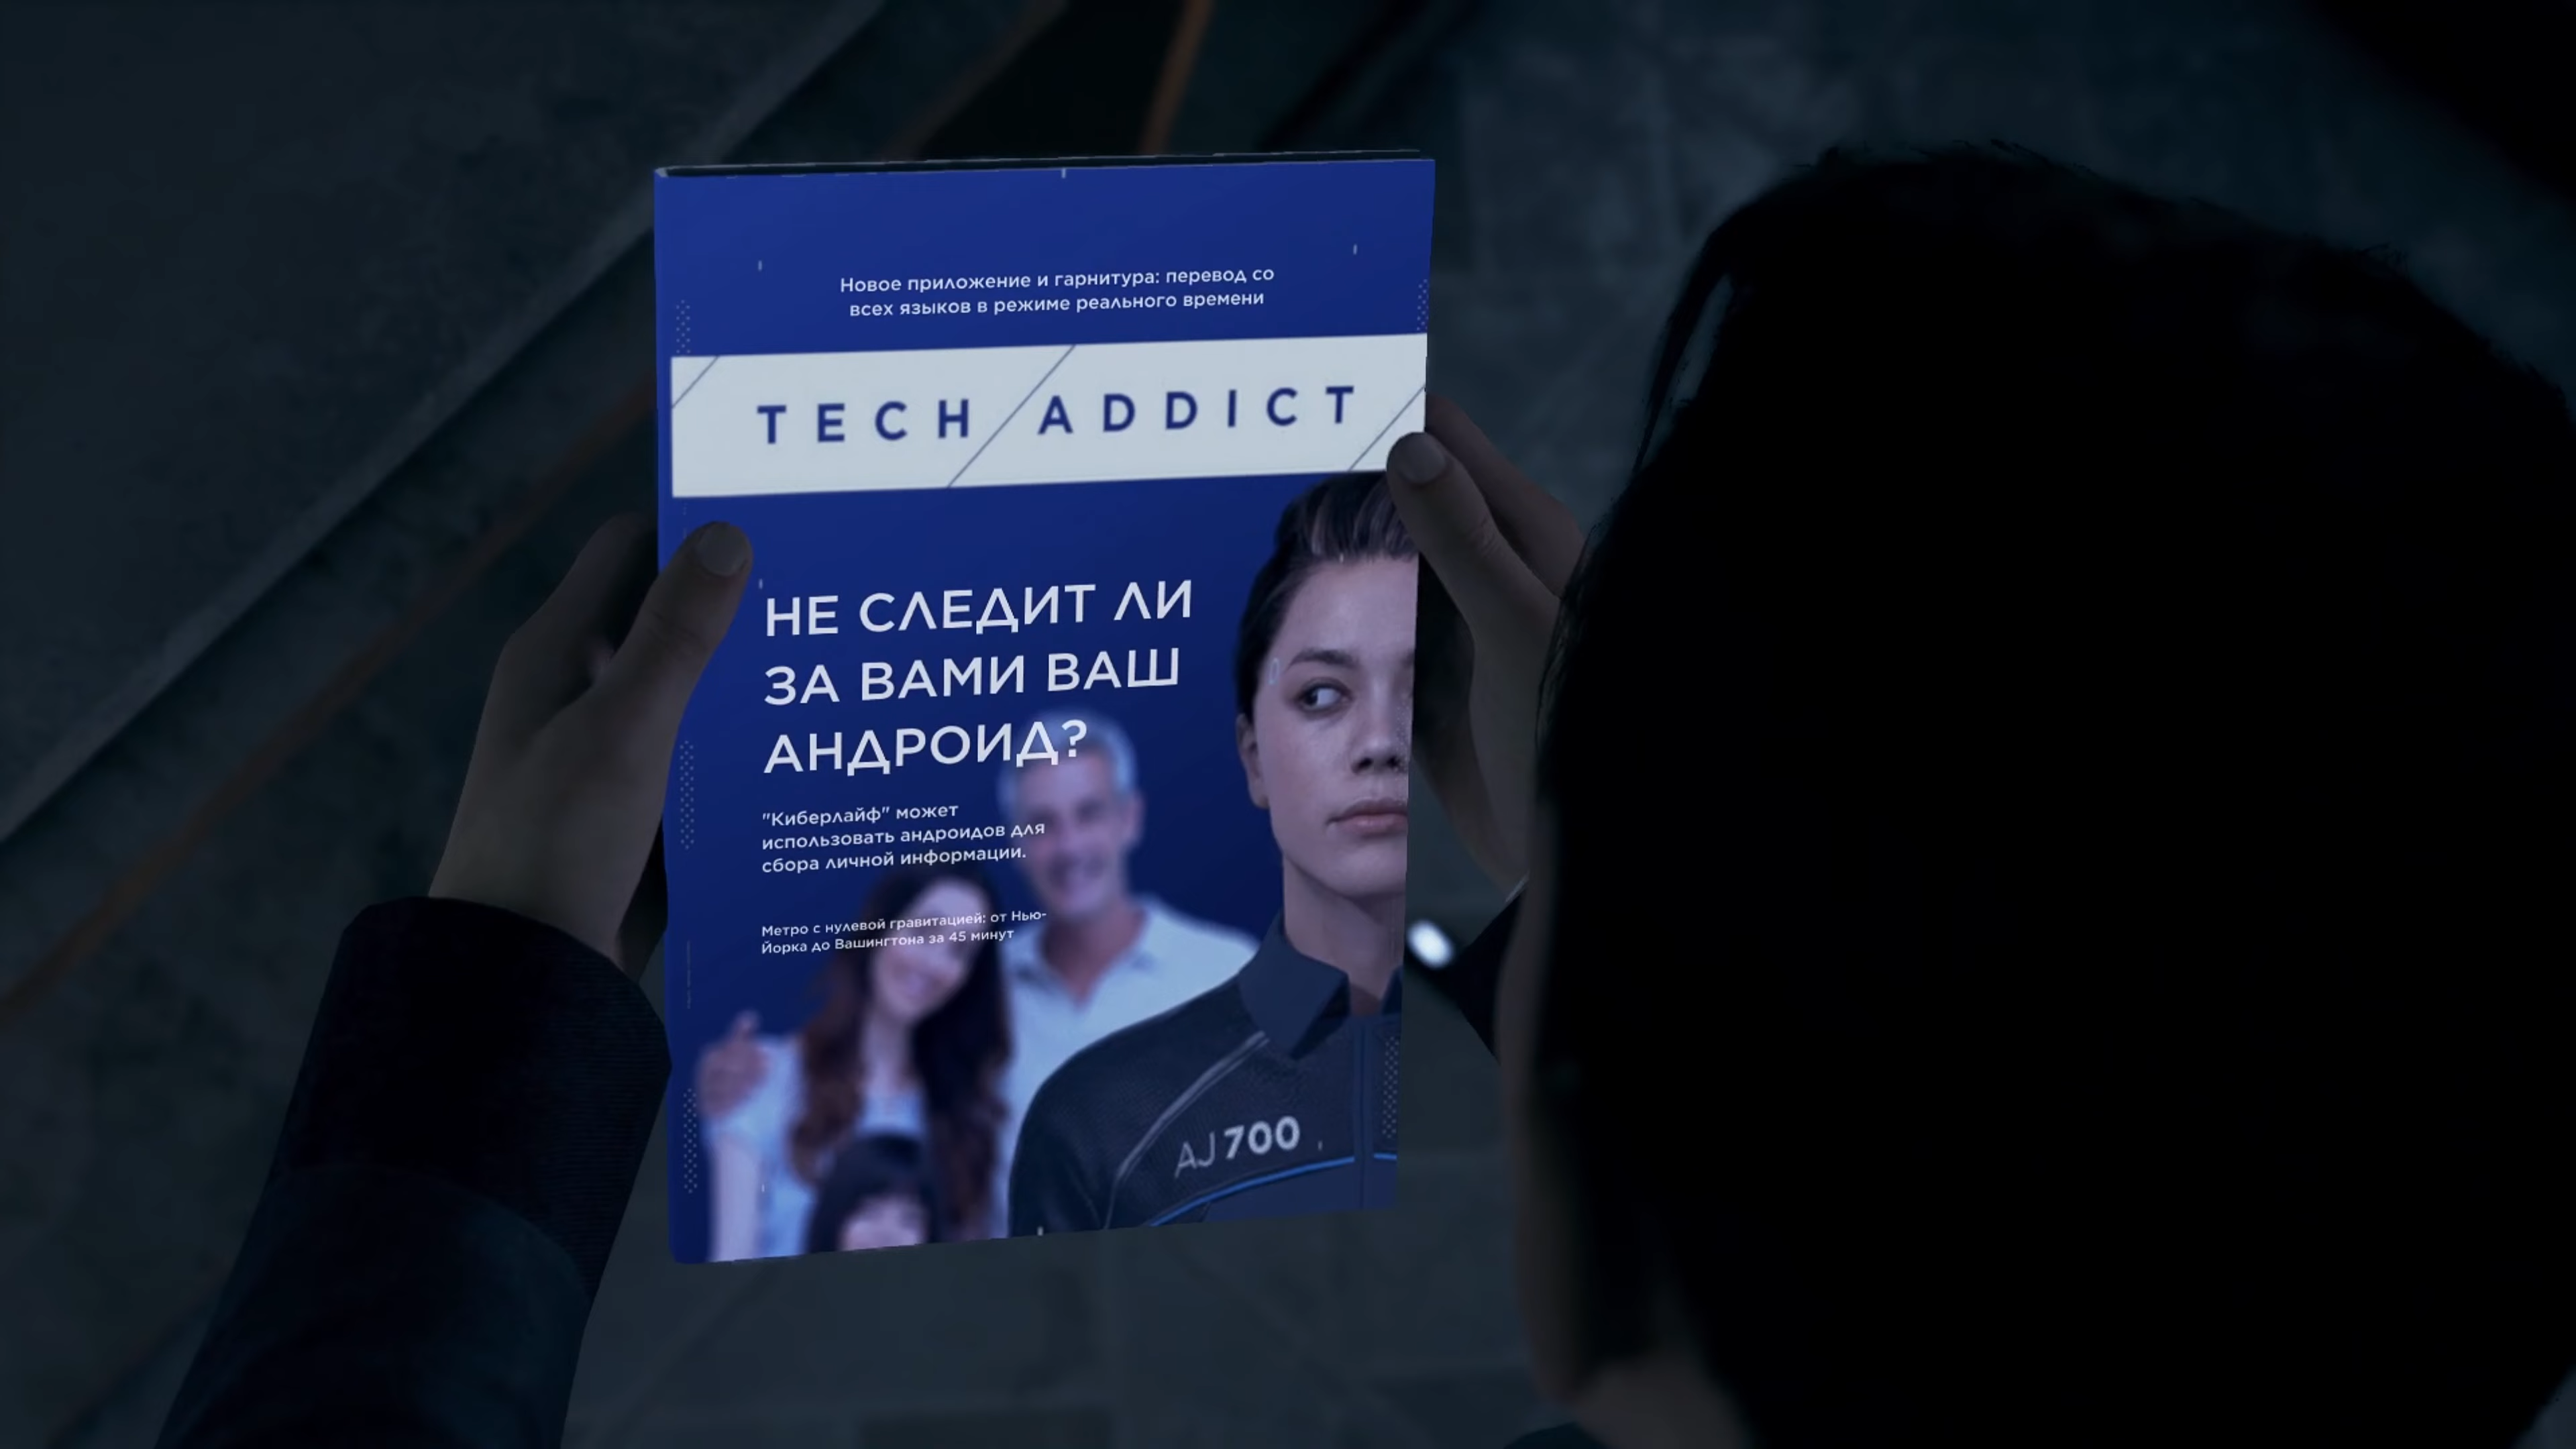 Новое приложение и гарнитура: перевод со
всех языков в режиме реального времени
TECH ADDICT
НЕ СЛЕДИТ ЛИ
ЗА ВАМИ ВАШ
АНДРОИД?
"Киберлайф" может
использовать андроидов для
сбора личной информации.
Метро с нулевой гравитацией: от Нью-
Йорка до Вашингтона за 45 минут
AJ700